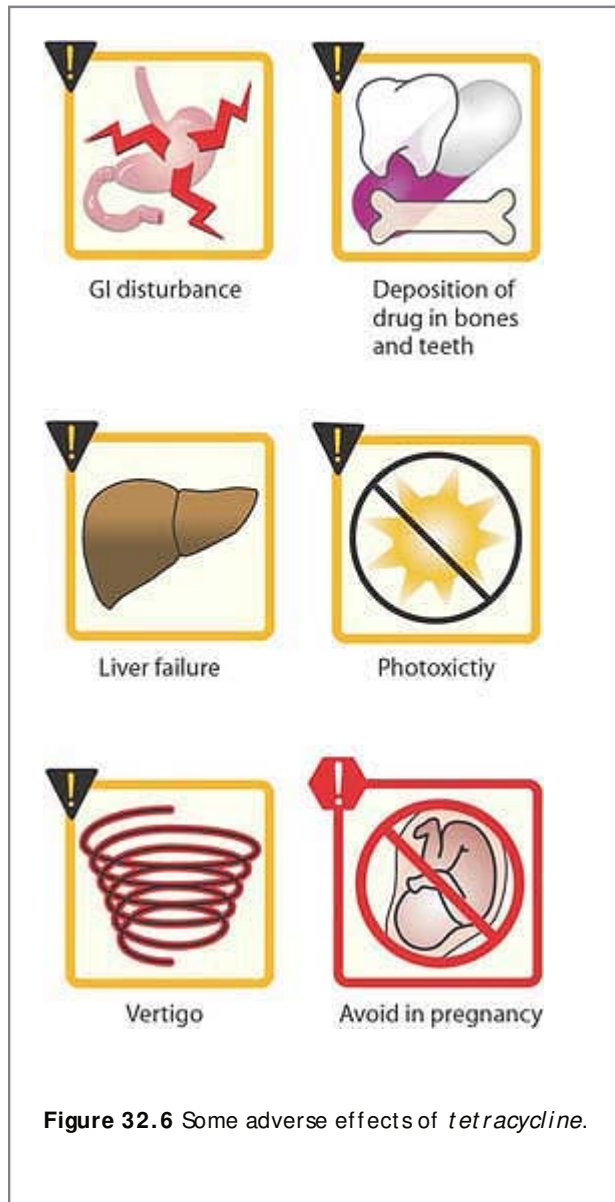 GI disturbance
Deposition of
drug in bones
and teeth
Liver failure
Photoxictiy
Vertigo
Avoid in pregnancy
Figure 32.6 Some adverse effects of tetracycline.